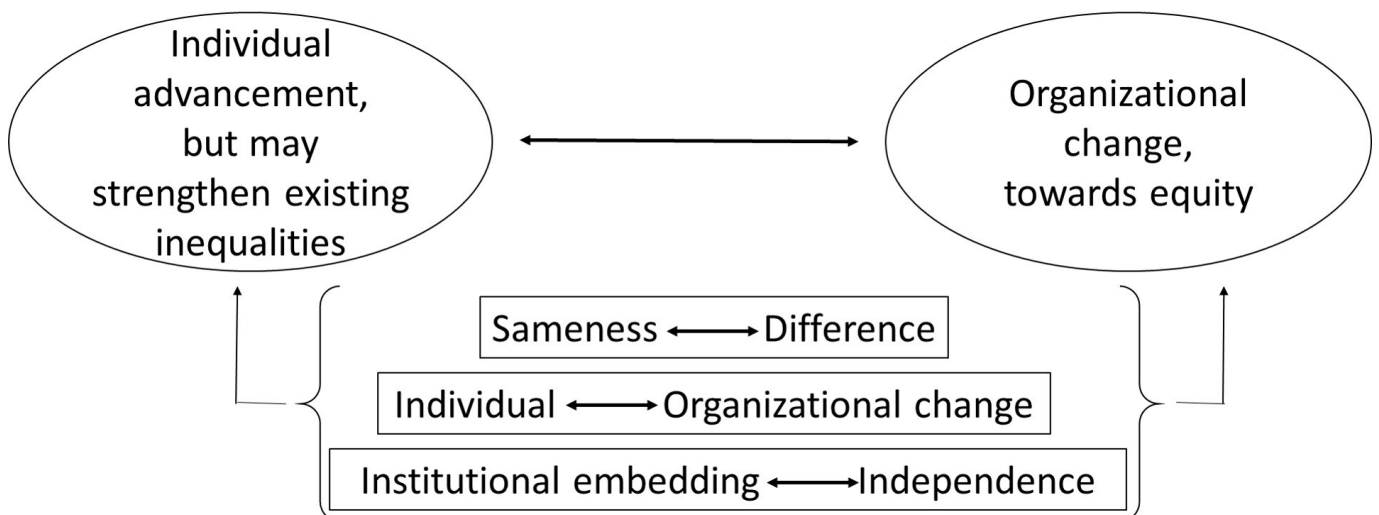 Individual
advancement,
but may
strengthen existing
inequalities
Organizational
change,
towards equity
Sameness Difference
Individual Organizational change
Institutional embedding Independence